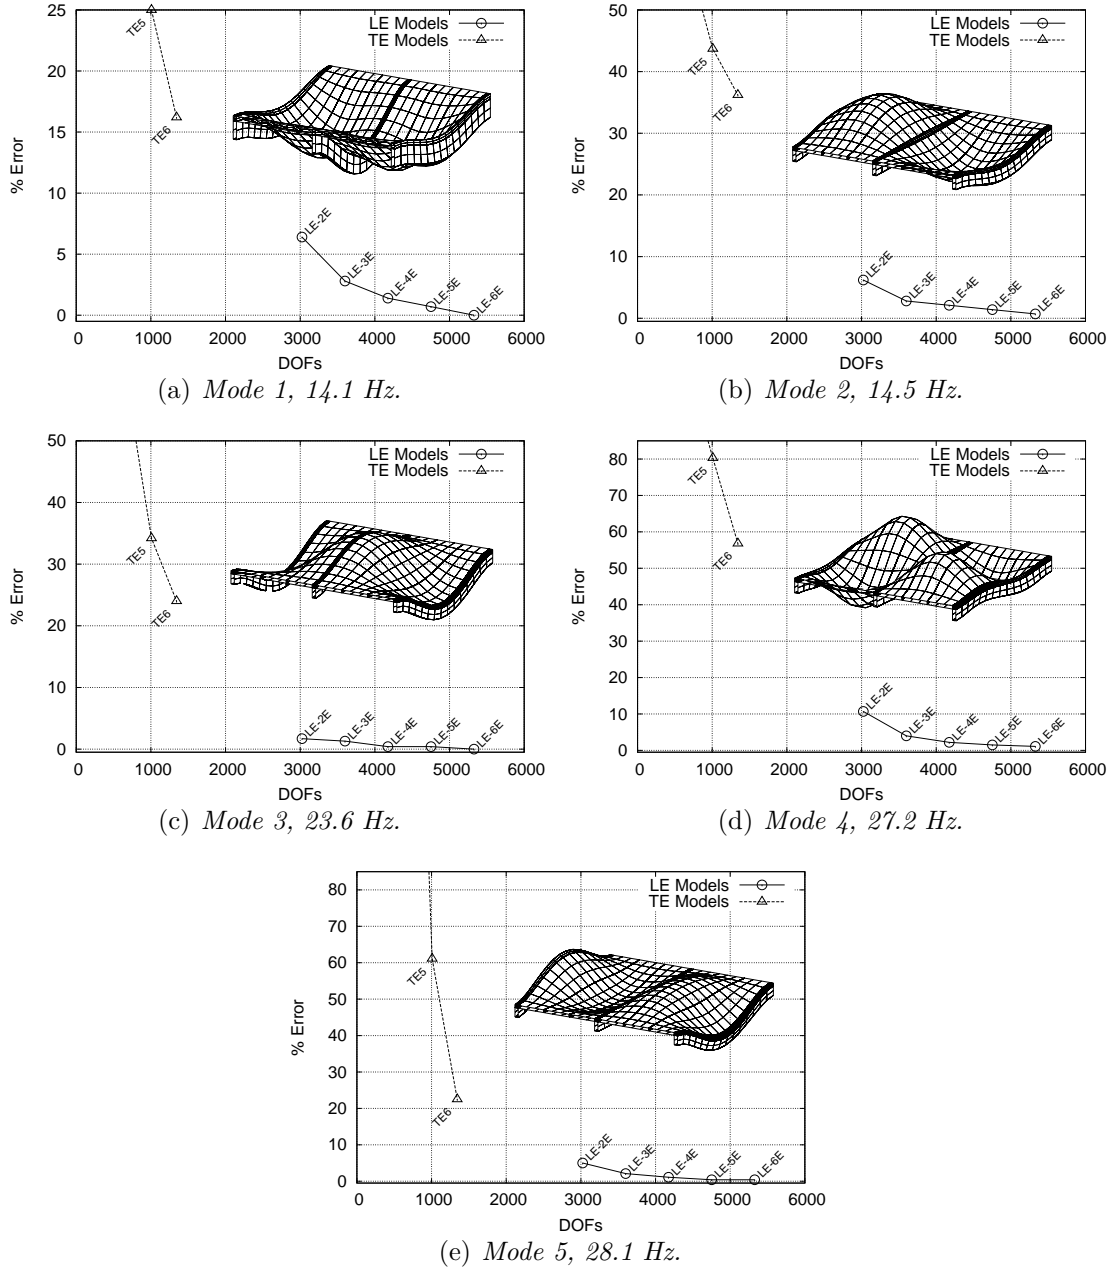 25
20
15
10
5
0
% Error
0 1000 2000 3000 4000 5000 6000
DOFs
LE Models
TE Models
TE5
TE6
LE-2E
LE-3E
LE-4E
LE-5E
LE-6E
(a) Mode 1, 14.1 Hz.
50
40
30
20
10
0
% Error
0 1000 2000 3000 4000 5000 6000
DOFs
LE Models
TE Models
TE5
TE6
LE-2E
LE-3E
LE-4E
LE-5E
LE-6E
(b) Mode 2, 14.5 Hz.
50
40
30
20
10
0
% Error
0 1000 2000 3000 4000 5000 6000
DOFs
LE Models
TE Models
TE5
TE6
LE-2E
LE-3E
LE-4E
LE-5E
LE-6E
(c) Mode 3, 23.6 Hz.
80
70
60
50
40
30
20
10
0
% Error
0 1000 2000 3000 4000 5000 6000
DOFs
LE Models
TE Models
TE5
TE6
LE-2E
LE-3E
LE-4E
LE-5E
LE-6E
(d) Mode 4, 27.2 Hz.
80
70
60
50
40
30
20
10
0
% Error
0 1000 2000 3000 4000 5000 6000
DOFs
LE Models
TE Models
TE5
TE6
LE-2E
LE-3E
LE-4E
LE-5E
LE-6E
(e) Mode 5, 28.1 Hz.